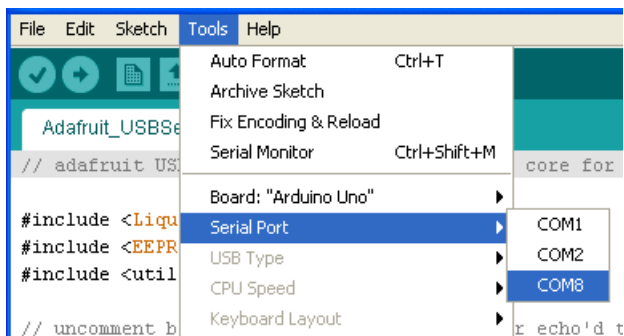 File Edit Sketch Tools Help
Auto Format Ctrl+T
Archive Sketch
Adafruit_USBSe
Fix Encoding & Reload
Serial Monitor Ctrl+Shift+M
// adafruit US
core for
Board: "Arduino Uno"
#include <Liqu
Serial Port
COM1
#include <EEPR
USB Type
COM2
#include <util
CPU Speed
COM8
Keyboard Layout
// uncomment b
r echo'd t